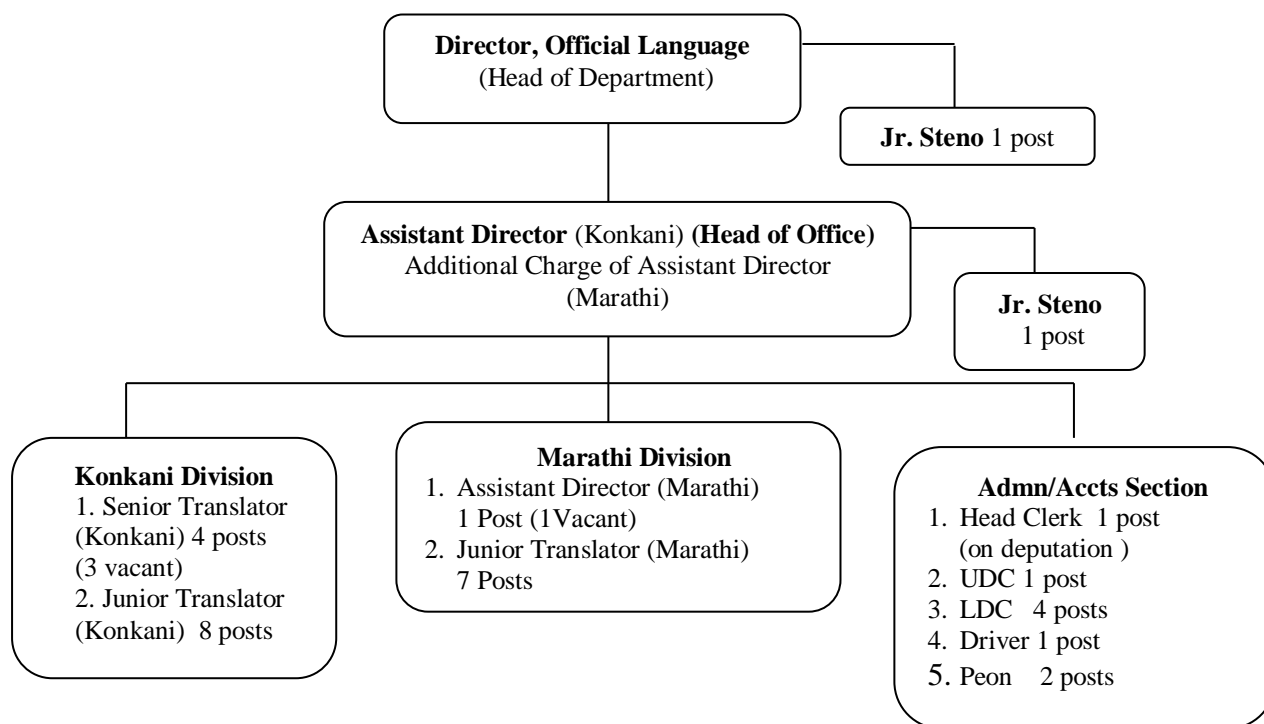 Director, Official Language
(Head of Department)
Jr. Steno 1 post
Assistant Director (Konkani) (Head of Office)
Additional Charge of Assistant Director
(Marathi)
Jr. Steno
1 post
Konkani Division
1. Senior Translator
(Konkani) 4 posts
(3 vacant)
2. Junior Translator
(Konkani) 8 posts
Marathi Division
1. Assistant Director (Marathi)
1 Post (1Vacant)
2. Junior Translator (Marathi)
7 Posts
Admn/Accts Section
1. Head Clerk 1 post
(on deputation )
2. UDC 1 post
3. LDC 4 posts
4. Driver 1 post
5. Peon 2 posts